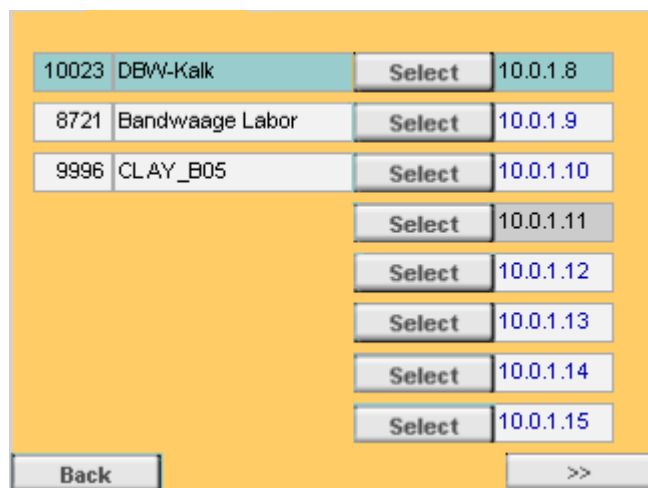 10023 DBW-Kalk Select 10.0.1.8
8721 Bandwaage Labor Select 10.0.1.9
9996 CLAY_B05 Select 10.0.1.10
Select 10.0.1.11
Select 10.0.1.12
Select 10.0.1.13
Select 10.0.1.14
Select 10.0.1.15
Back >>